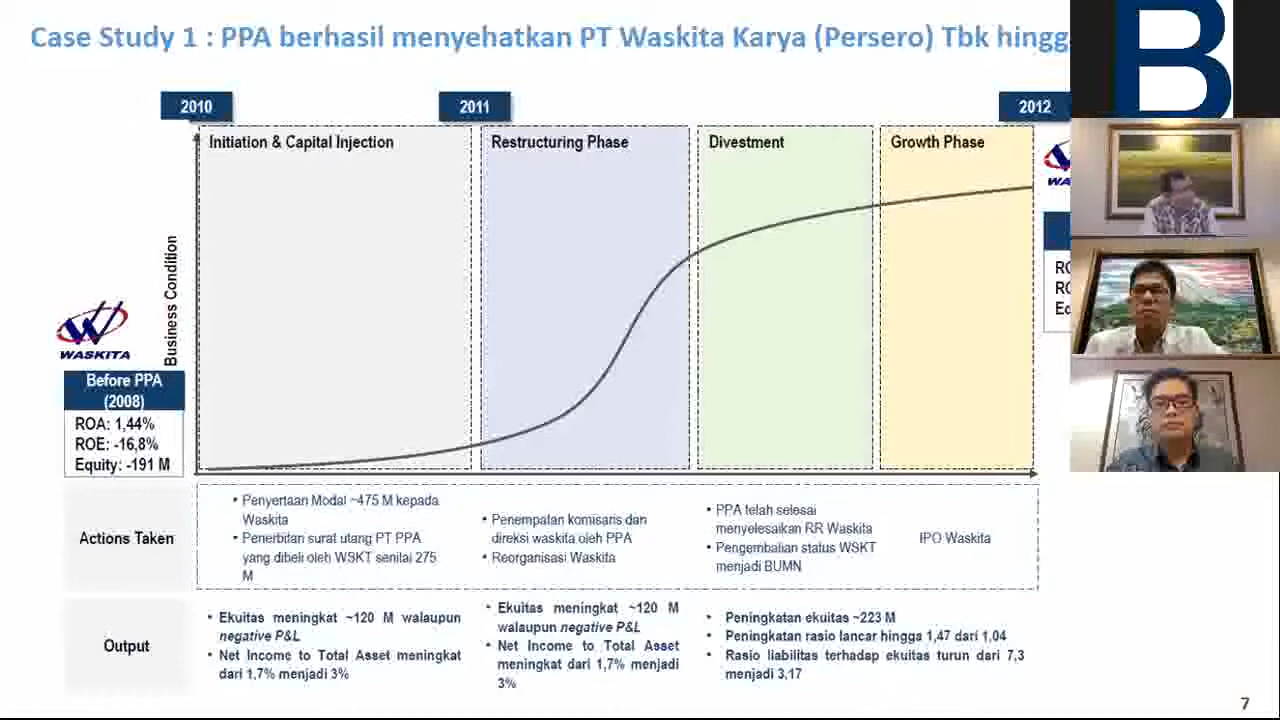 Case Study 1 : PPA berhasil menyehatkan PT Waskita Karya (Persero) Tbk hingg
B
2010
2011
2012
Initiation & Capital Injection
Restructuring Phase
Divestment
Growth Phase
Business Condition
WASKITA
WA
Before PPA
(2008)
ROA: 1,44%
ROE: -16,8%
Equity: -191 M
Actions Taken
• Penyertaan Modal ~475 M kepada
Waskita
• Penerbitan surat utang PT PPA
yang dibeli oleh WSKT senilai 275
M
• Penempatan komisaris dan
direksi waskita oleh PPA
• Reorganisasi Waskita
• PPA telah selesai
menyelesaikan RR Waskita
• Pengembalian status WSKT
menjadi BUMN
IPO Waskita
Output
• Ekuitas meningkat ~120 M walaupun
negative P&L
• Net Income to Total Asset meningkat
dari 1,7% menjadi 3%
• Ekuitas meningkat ~120 M
walaupun negative P&L
• Net Income to Total Asset
meningkat dari 1,7% menjadi
3%
• Peningkatan ekuitas ~223 M
• Peningkatan rasio lancar hingga 1,47 dari 1,04
• Rasio liabilitas terhadap ekuitas turun dari 7,3
menjadi 3,17
7